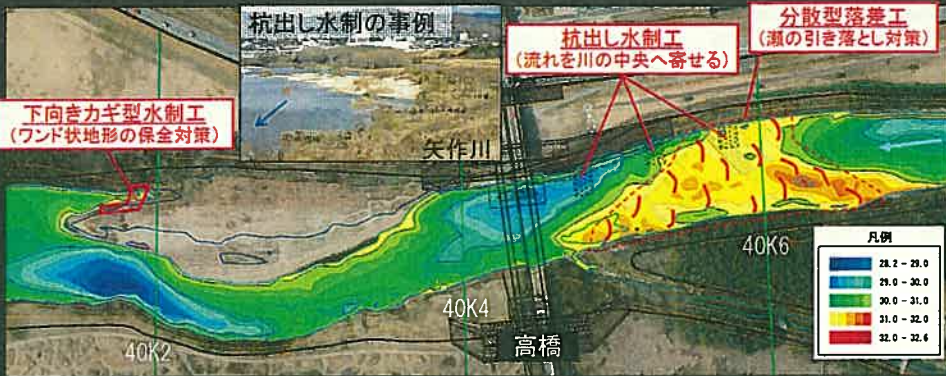 杭出し水制の事例
矢作川
分散型落差工
(瀬の引き落とし対策)
杭出し水制工
(流れを川の中央へ寄せる)
下向きカギ型水制工
(ワンド状地形の保全対策)
40K2
40K4
40K6
高橋
凡例
28.2 - 29.0
29.0 - 30.0
30.0 - 31.0
31.0 - 32.0
32.0 - 32.6